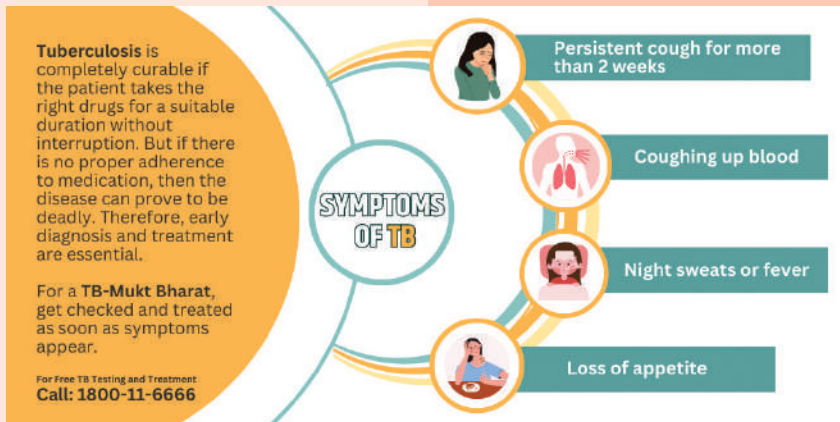 Tuberculosis is
completely curable if
the patient takes the
right drugs for a suitable
duration without
interruption. But if there
is no proper adherence
to medication, then the
disease can prove to be
deadly. Therefore, early
diagnosis and treatment
are essential.
For a TB-Mukt Bharat,
get checked and treated
as soon as symptoms
appear.
For Free TB Testing and Treatment
Call: 1800-11-6666
SYMPTOMS
OF TB
Persistent cough for more
than 2 weeks
Coughing up blood
Night sweats or fever
Loss of appetite